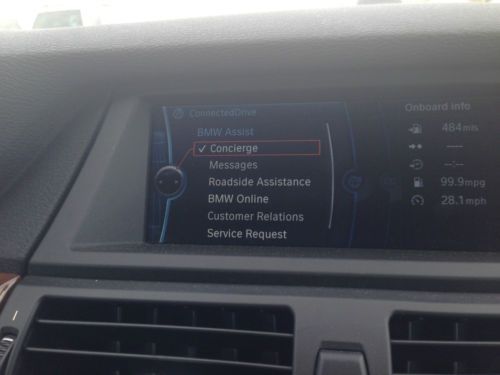 ConnectedDrive
BMW Assist
✓ Concierge
Messages
Roadside Assistance
BMW Online
Customer Relations
Service Request
Onboard info
484mls
----
--:--
99.9mpg
28.1mph